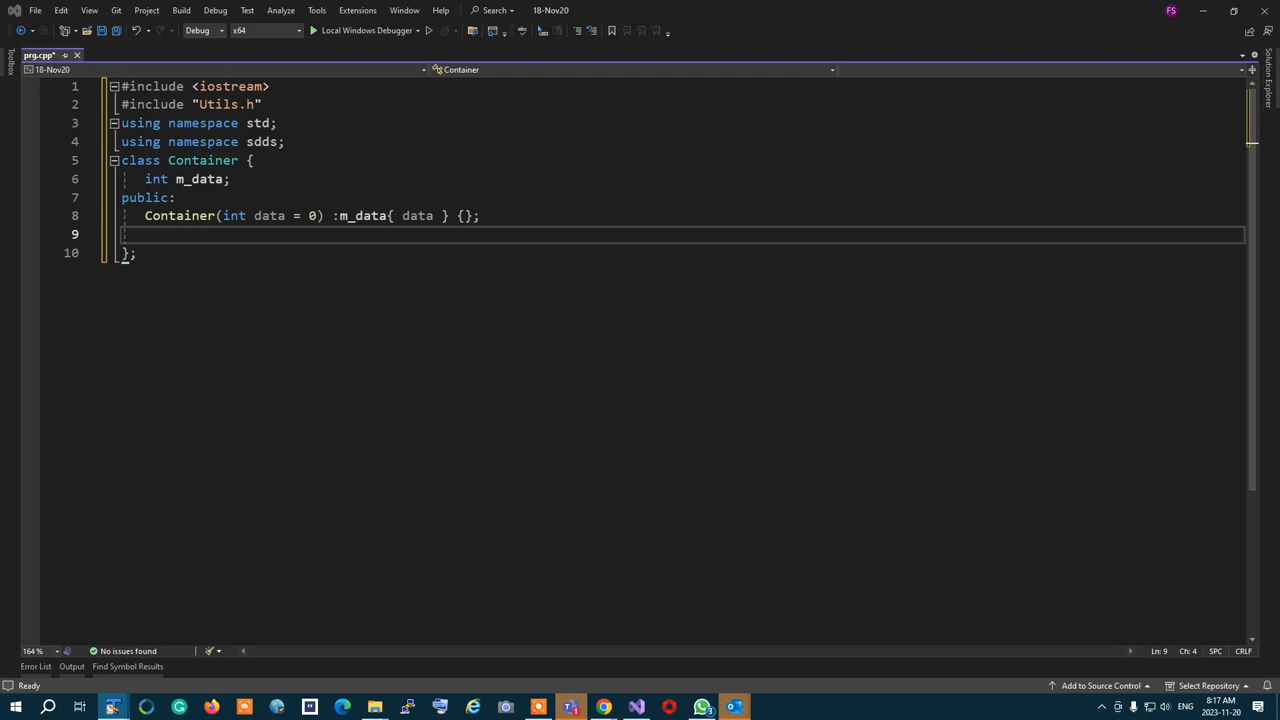 File Edit View Git Project Build Debug Test Analyze Tools Extensions Window Help Search 18-Nov20 FS
Debug x64 Local Windows Debugger
prg.cpp*
18-Nov20 Container
Toolbox
Solution Explorer
1 #include <iostream>
2 #include "Utils.h"
3 using namespace std;
4 using namespace sdds;
5 class Container {
6 int m_data;
7 public:
8 Container(int data = 0) :m_data{ data } {};
9
10 };
164 % No issues found Ln: 9 Ch: 4 SPC CRLF
Error List Output Find Symbol Results
Ready Add to Source Control Select Repository
ENG 8:17 AM
2023-11-20